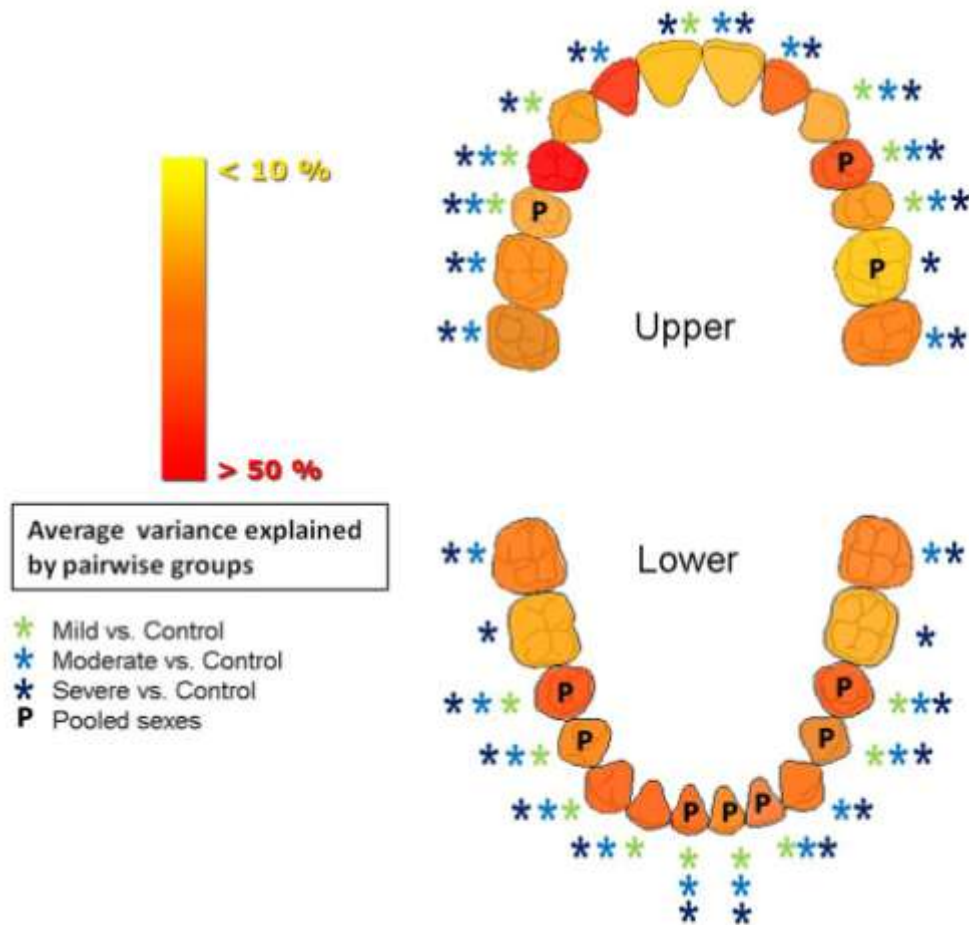 < 10 %
> 50 %
Average variance explained
by pairwise groups
* Mild vs. Control
* Moderate vs. Control
* Severe vs. Control
P Pooled sexes
** ** 
** **
** ***
*** P ***
*** P ***
** P *
** **
Upper
Lower
** **
* *
*** P P ***
*** P P ***
*** P P P **
*** * * ***
* *
* *